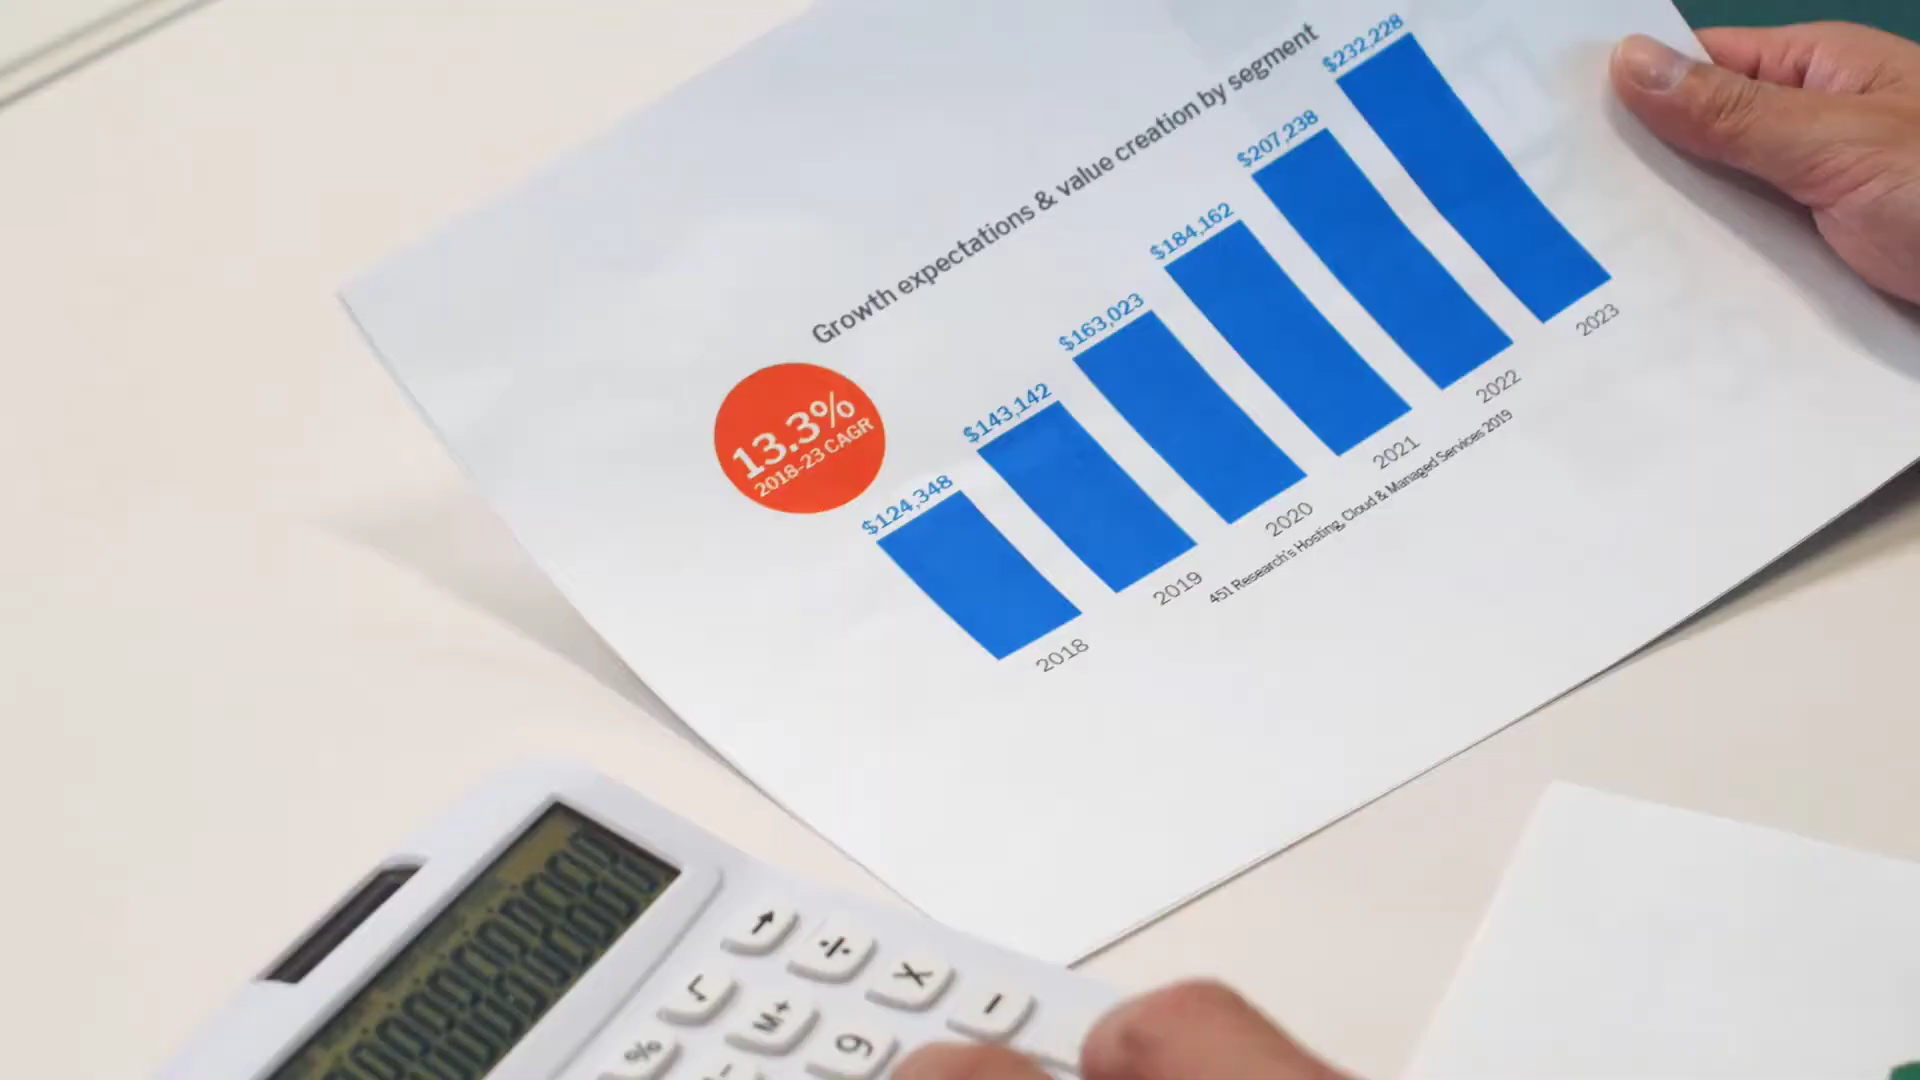 Growth expectations & value creation by segment
13.3%
2018-23 CAGR
$124,348
$143,142
$163,023
$184,162
$207,238
$232,228
2018
2019
2020
2021
2022
2023
451 Research's Hosting, Cloud & Managed Services 2019
↑ ÷ × −
√ M+ 9
%